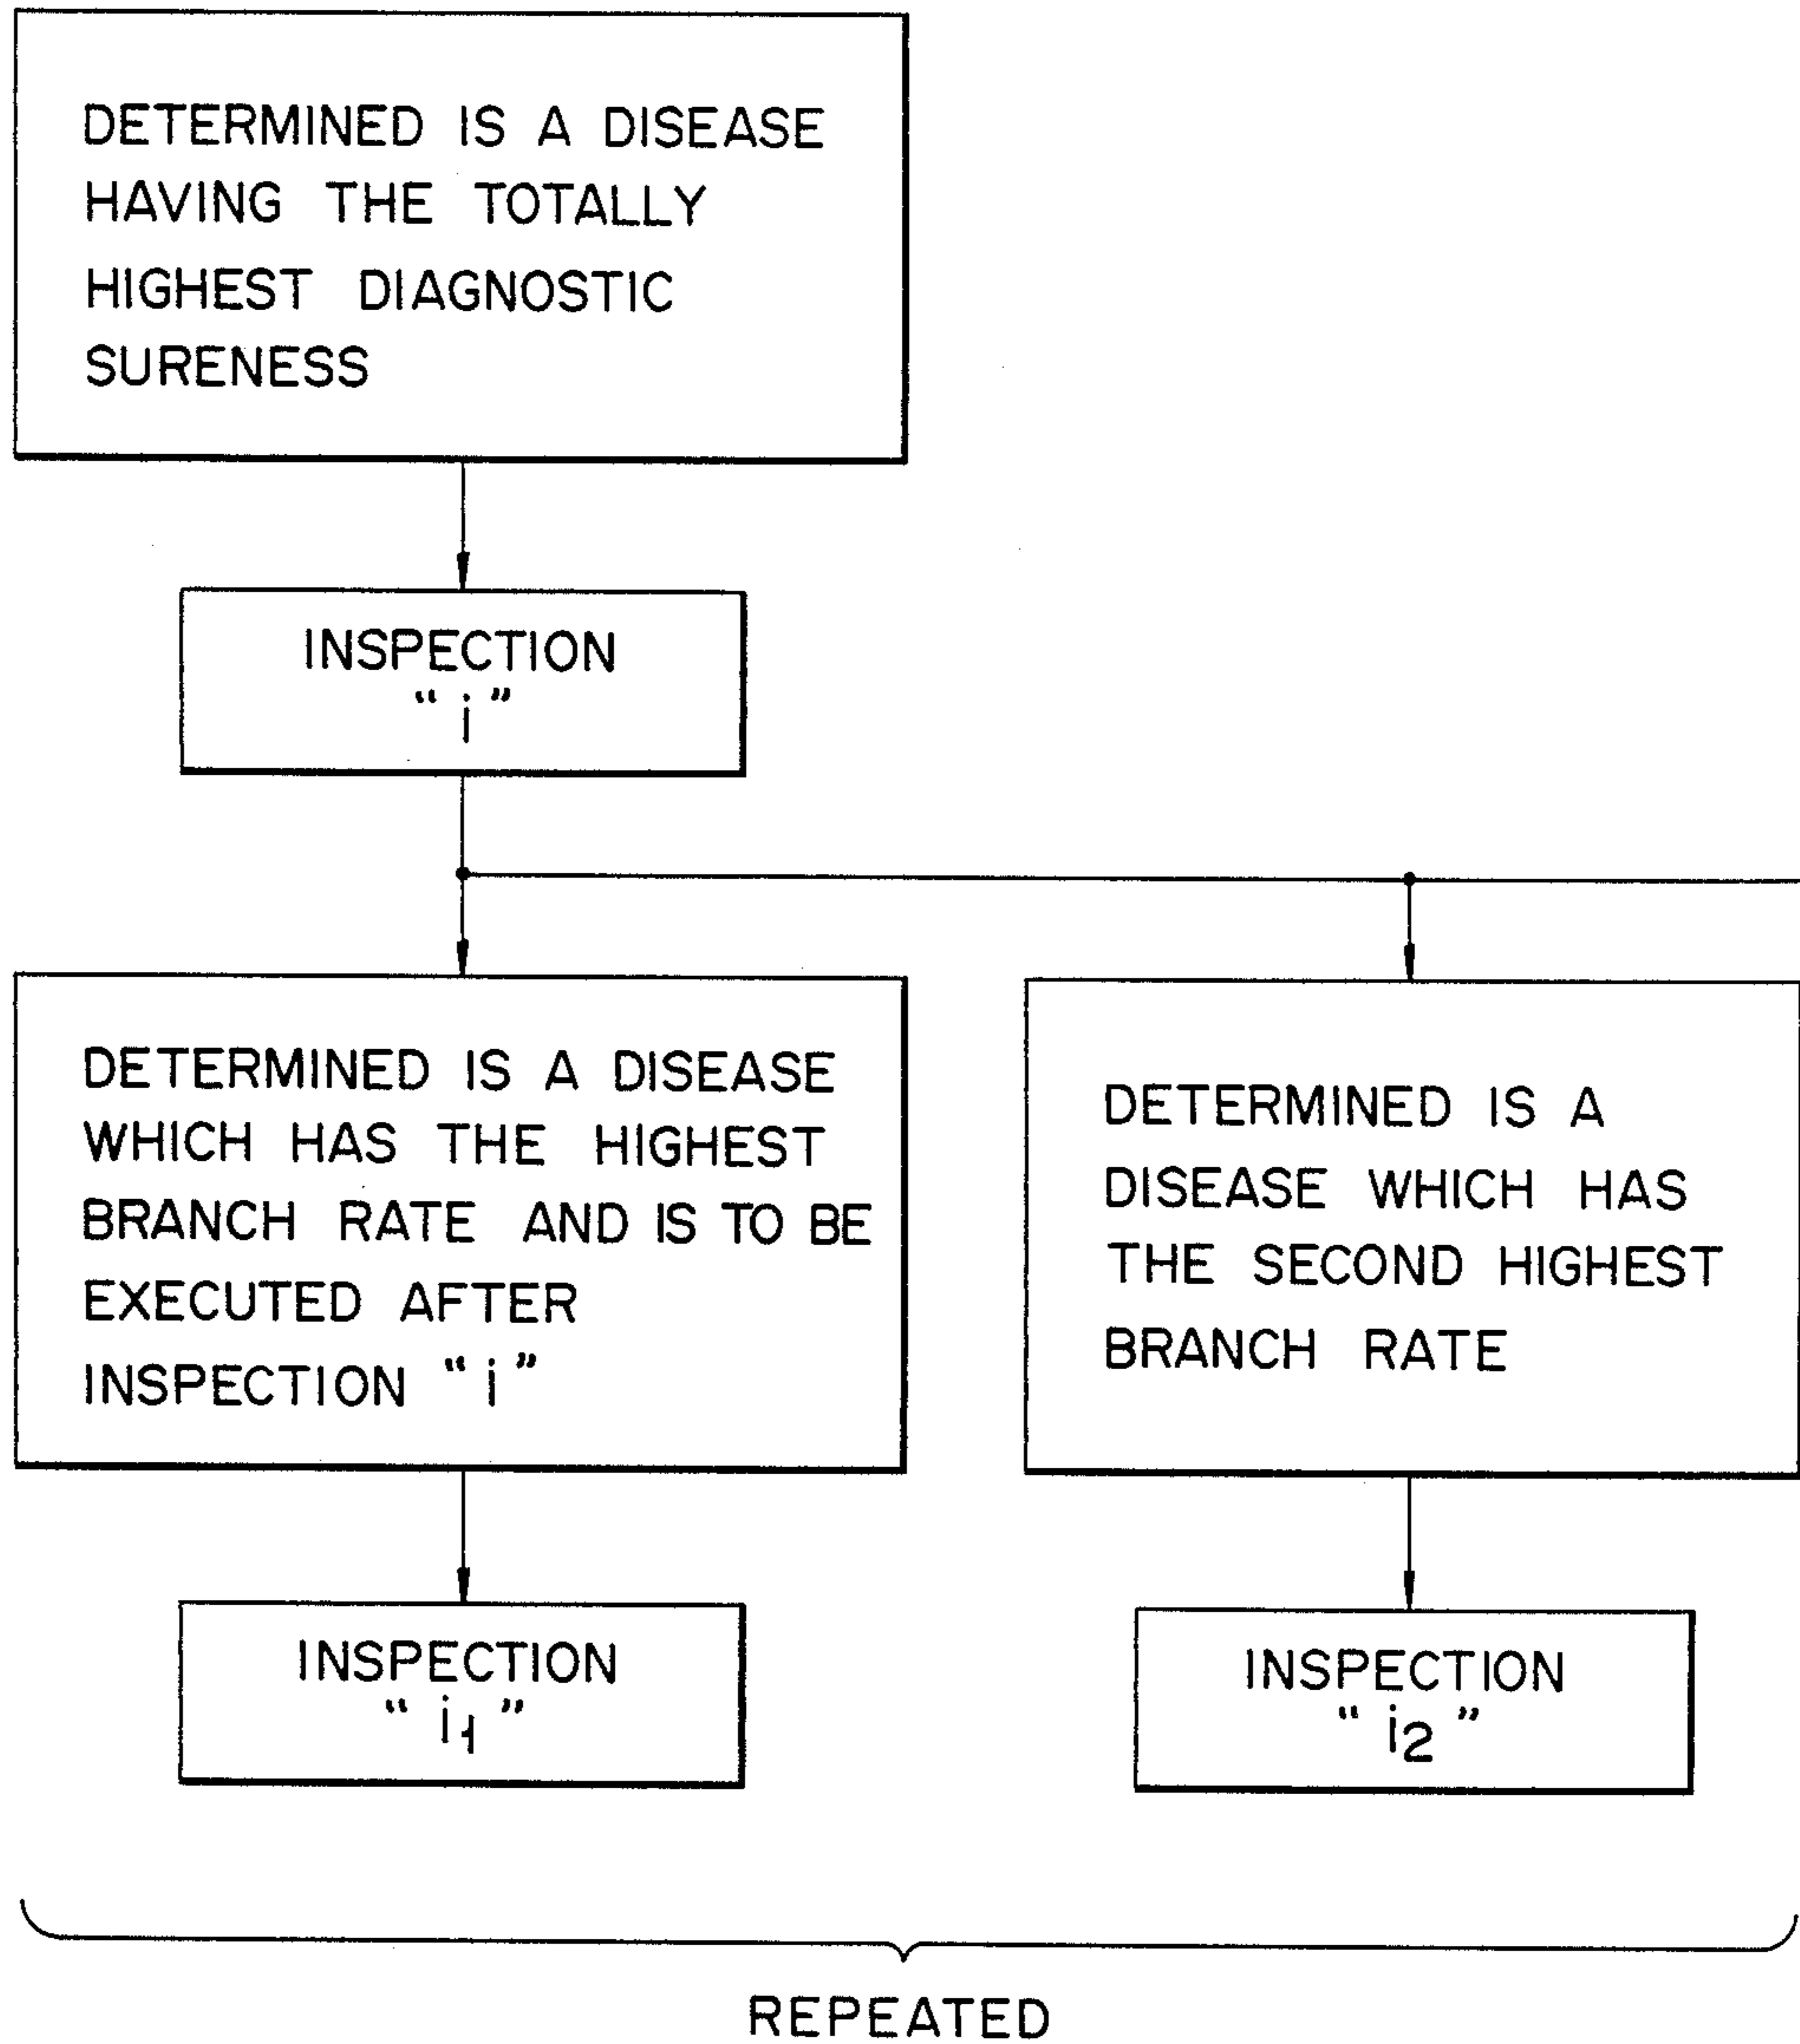 DETERMINED IS A DISEASE
HAVING THE TOTALLY
HIGHEST DIAGNOSTIC
SURENESS
INSPECTION
“ i ”
DETERMINED IS A DISEASE
WHICH HAS THE HIGHEST
BRANCH RATE AND IS TO BE
EXECUTED AFTER
INSPECTION “ i ”
DETERMINED IS A
DISEASE WHICH HAS
THE SECOND HIGHEST
BRANCH RATE
INSPECTION
“ i1 ”
INSPECTION
“ i2 ”
REPEATED